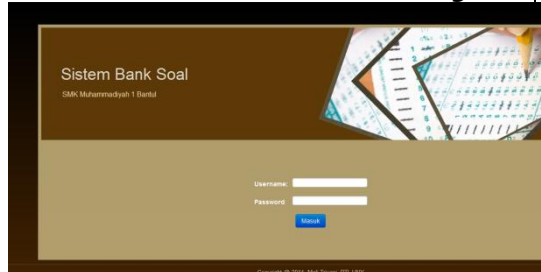 Sistem Bank Soal
SMK Muhammadiyah 1 Bantul
Username:
Password:
Masuk